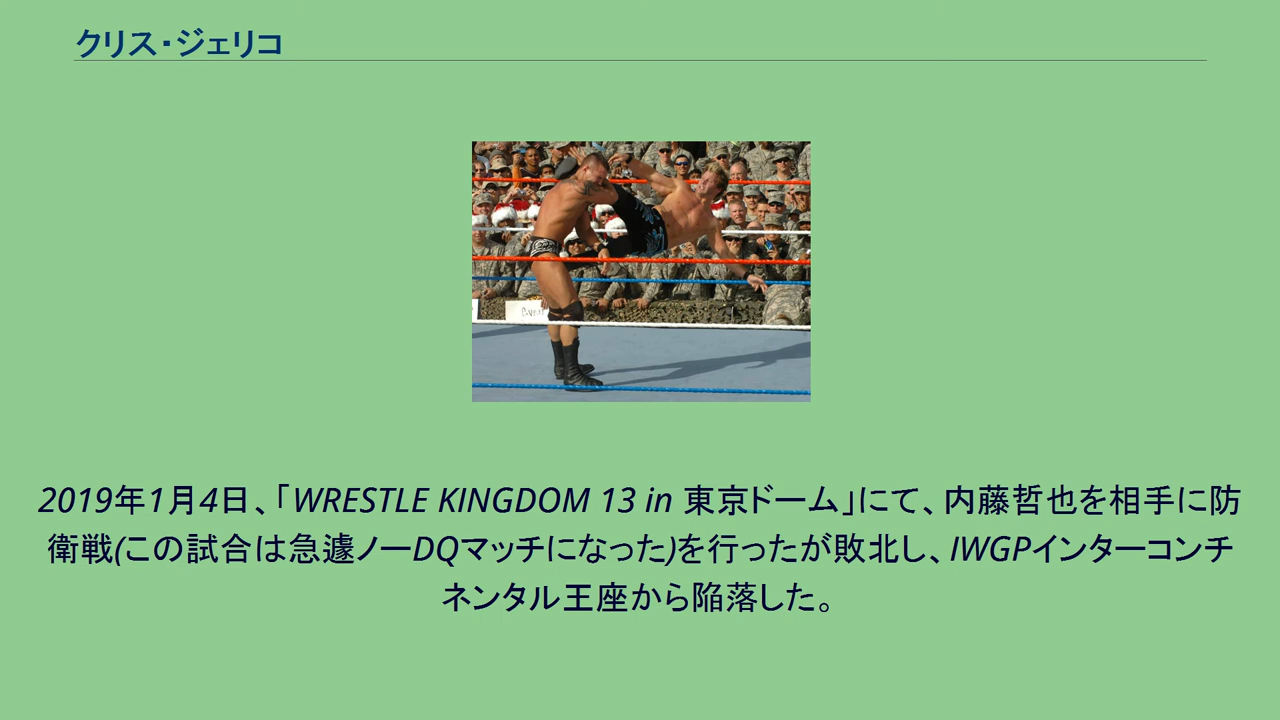 クリス・ジェリコ
2019年1月4日、「WRESTLE KINGDOM 13 in 東京ドーム」にて、内藤哲也を相手に防
衛戦(この試合は急遽ノーDQマッチになった)を行ったが敗北し、IWGPインターコンチ
ネンタル王座から陥落した。